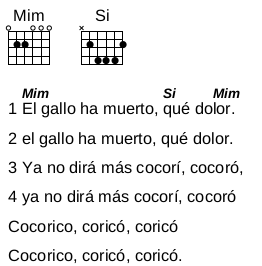 Mim Si
Mim Si Mim
1 El gallo ha muerto, qué dolor.
2 el gallo ha muerto, qué dolor.
3 Ya no dirá más cocorí, cocoró,
4 ya no dirá más cocorí, cocoró
Cocorico, coricó, coricó
Cocorico, coricó, coricó.